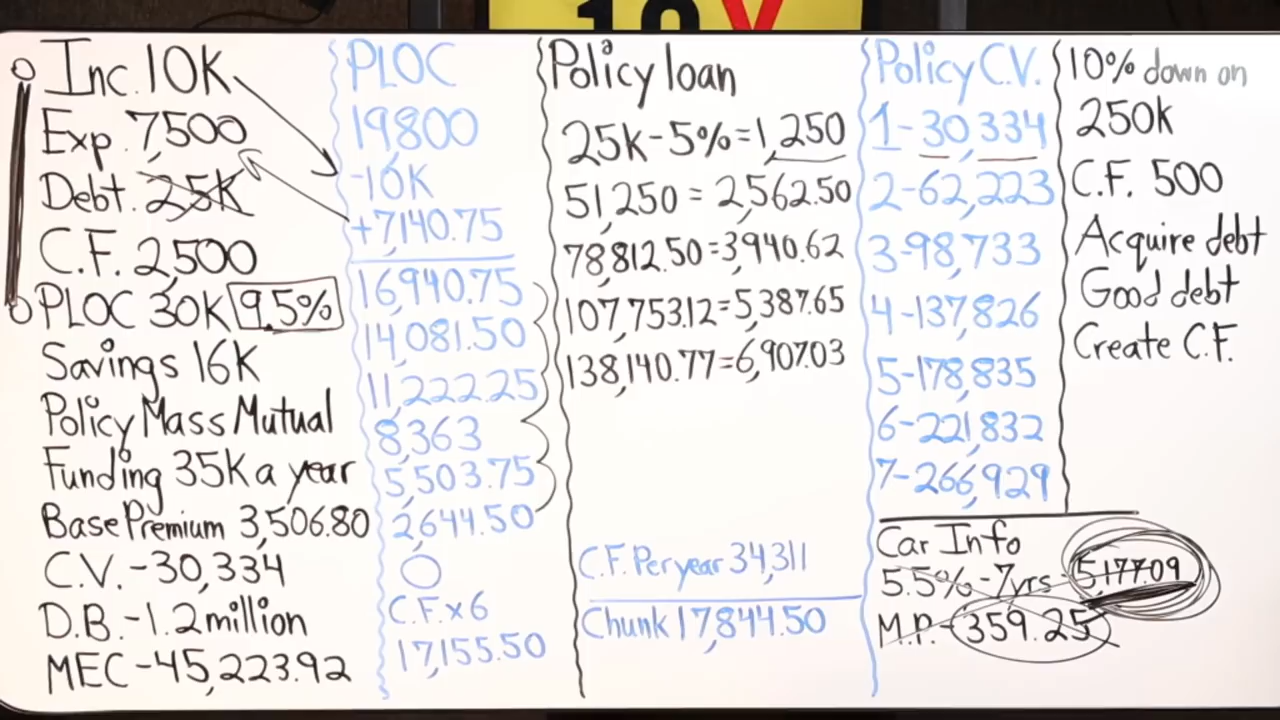 Inc. 10K
Exp. 7,500
Debt. 25K
C.F. 2,500
PLOC 30K 9.5%
Savings 16K
Policy Mass Mutual
Funding 35K a year
Base Premium 3,506.80
C.V. - 30,334
D.B. - 1.2 million
MEC - 45,223.92
PLOC
19800
-10K
+7,140.75
16,940.75
14,081.50
11,222.25
8,363
5,503.75
2,644.50
0
C.F. x 6
17,155.50
Policy loan
25K - 5% = 1,250
51,250 = 2,562.50
78,812.50 = 3,940.62
107,753.12 = 5,387.65
138,140.77 = 6,907.03
C.F. Per year 34,311
Chunk 17,844.50
Policy C.V.
1 - 30,334
2 - 62,223
3 - 98,733
4 - 137,826
5 - 178,835
6 - 221,832
7 - 266,929
Car Info
5.5% - 7yrs - 5,177.09
M.P. - 359.25
10% down on
250K
C.F. 500
Acquire debt
Good debt
Create C.F.